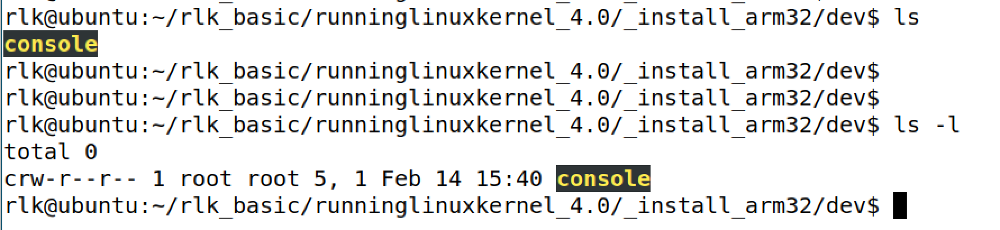 rlk@ubuntu:~/rlk_basic/runninglinuxkernel_4.0/_install_arm32/dev$ ls
console
rlk@ubuntu:~/rlk_basic/runninglinuxkernel_4.0/_install_arm32/dev$
rlk@ubuntu:~/rlk_basic/runninglinuxkernel_4.0/_install_arm32/dev$
rlk@ubuntu:~/rlk_basic/runninglinuxkernel_4.0/_install_arm32/dev$ ls -l
total 0
crw-r--r-- 1 root root 5, 1 Feb 14 15:40 console
rlk@ubuntu:~/rlk_basic/runninglinuxkernel_4.0/_install_arm32/dev$